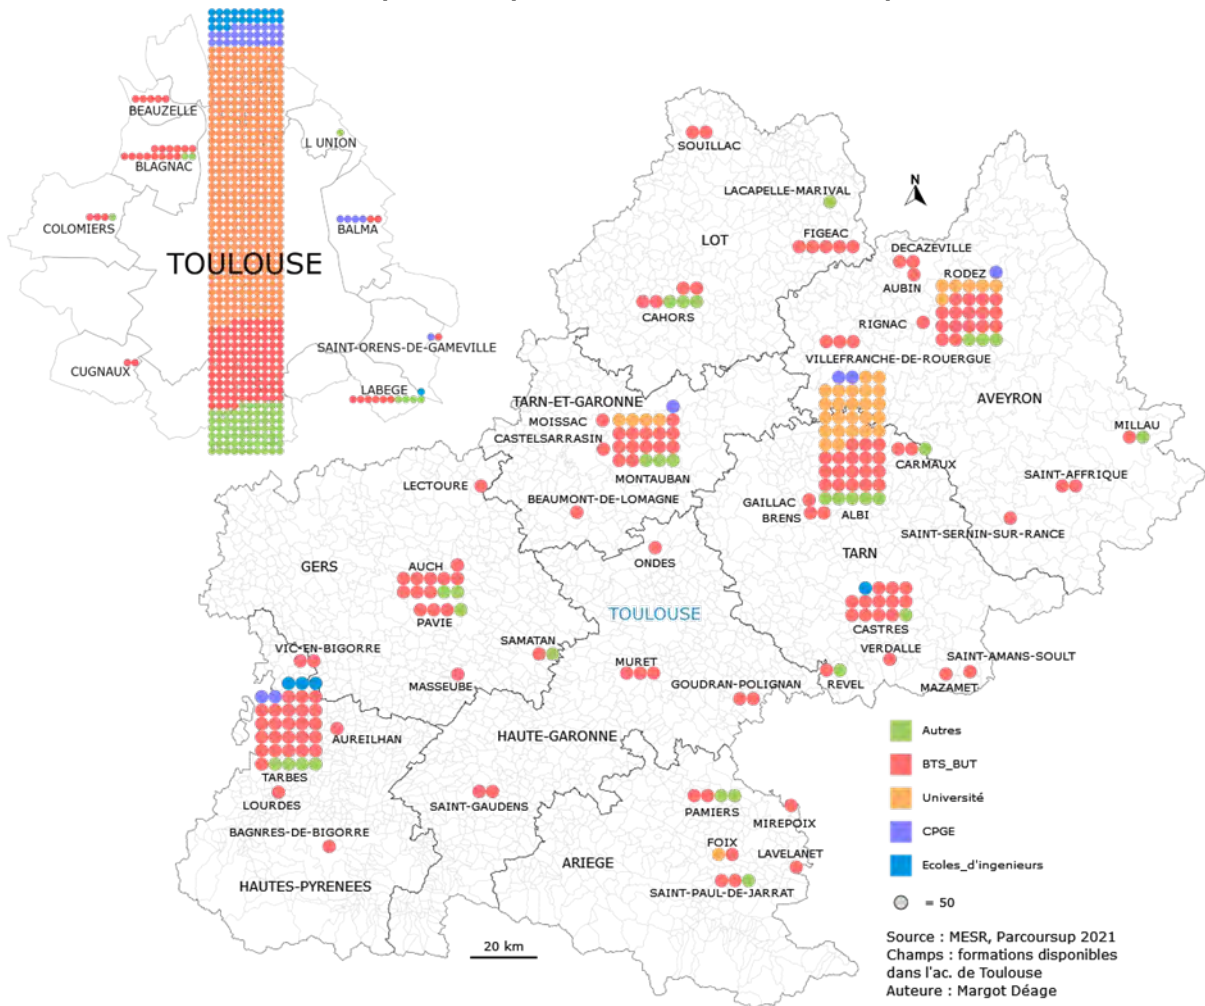 BEAUZELLE
L UNION
BLAGNAC
COLOMIERS
BALMA
TOULOUSE
SAINT-ORENS-DE-GAMEVILLE
CUGNAUX
LABEGE
SOUILLAC
N
LACAPELLE-MARIVAL
LOT
FIGEAC
DECAZEVILLE
RODEZ
AUBIN
CAHORS
RIGNAC
VILLEFRANCHE-DE-ROUERGUE
TARN-ET-GARONNE
AVEYRON
MOISSAC
CASTELSARRASIN
MILLAU
MONTAUBAN
CARMAUX
SAINT-AFFRIQUE
LECTOURE
BEAUMONT-DE-LOMAGNE
GAILLAC
BRENS
ALBI
SAINT-SERNIN-SUR-RANCE
TARN
ONDES
GERS
AUCH
TOULOUSE
PAVIE
CASTRES
SAMATAN
VERDALLE
VIC-EN-BIGORRE
MURET
SAINT-AMANS-SOULT
MASSEUBE
GOUDRAN-POLIGNAN
REVEL
MAZAMET
AUREILHAN
HAUTE-GARONNE
TARBES
LOURDES
SAINT-GAUDENS
PAMIERS
MIREPOIX
BAGNRES-DE-BIGORRE
FOIX
LAVELANET
ARIEGE
HAUTES-PYRENEES
SAINT-PAUL-DE-JARRAT
20 km
Autres
BTS_BUT
Université
CPGE
Ecoles_d'ingenieurs
= 50
Source : MESR, Parcoursup 2021
Champs : formations disponibles
dans l'ac. de Toulouse
Auteure : Margot Déage